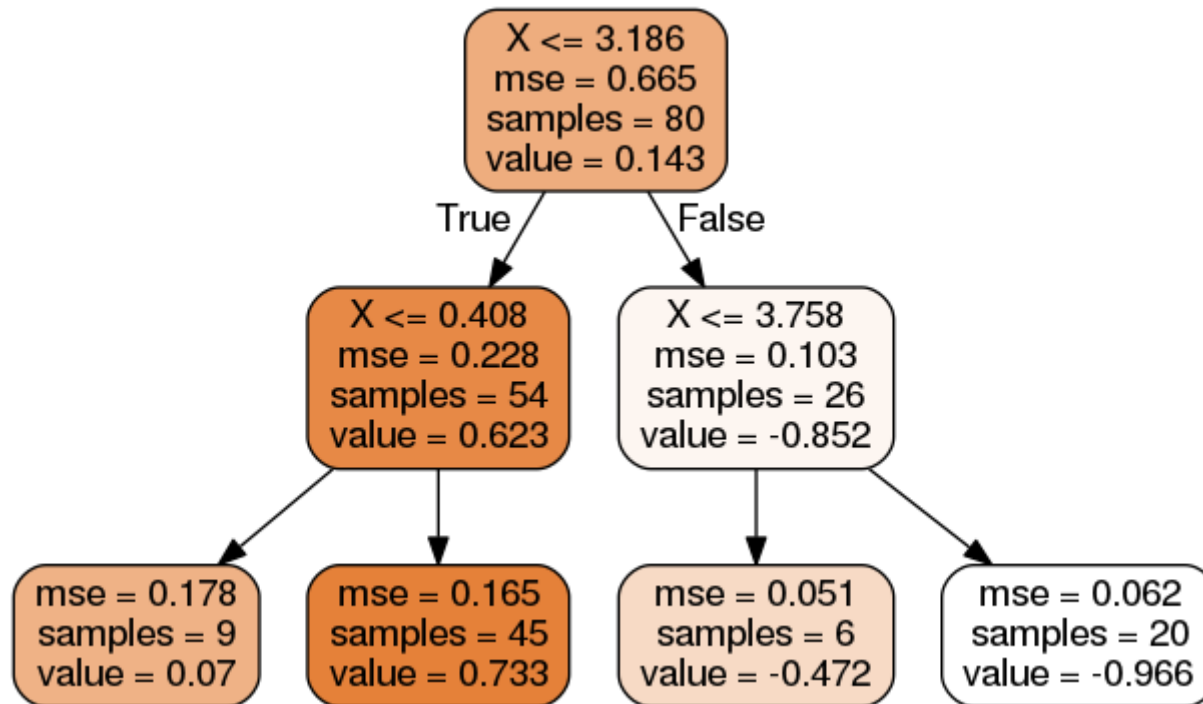 X <= 3.186
mse = 0.665
samples = 80
value = 0.143
True
False
X <= 0.408
mse = 0.228
samples = 54
value = 0.623
X <= 3.758
mse = 0.103
samples = 26
value = -0.852
mse = 0.178
samples = 9
value = 0.07
mse = 0.165
samples = 45
value = 0.733
mse = 0.051
samples = 6
value = -0.472
mse = 0.062
samples = 20
value = -0.966